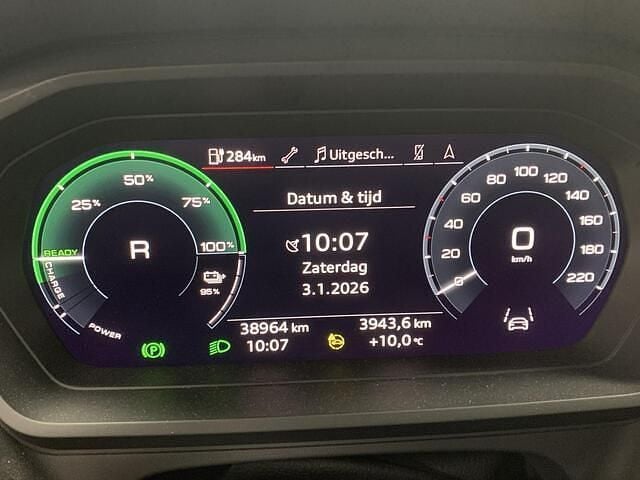 284km
Uitgesch...
Datum & tijd
10:07
Zaterdag
3.1.2026
38964 km
3943,6 km
10:07
+10,0 °C
25%
50%
75%
100%
READY
CHARGE
POWER
R
95%
P
0
20
40
60
80
100
120
140
160
180
220
0
km/h